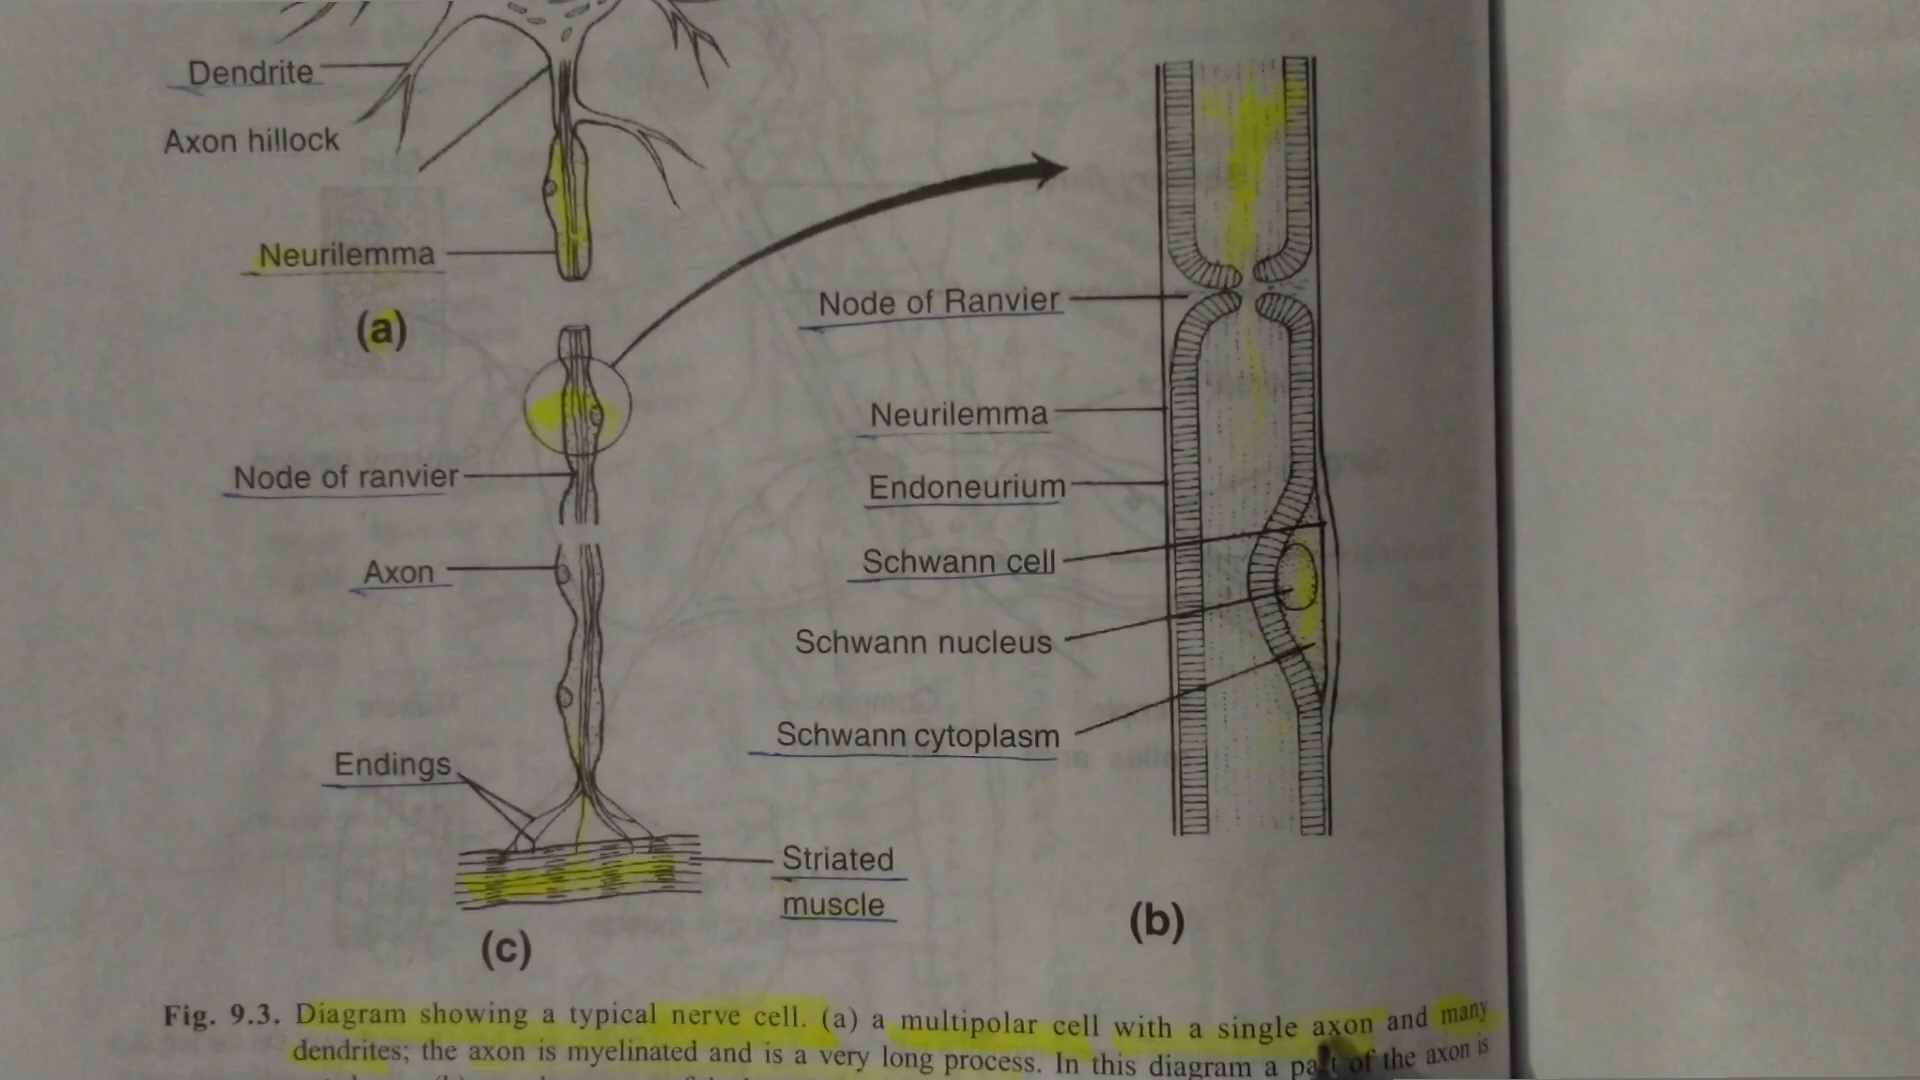 Dendrite
Axon hillock
Neurilemma
(a)
Node of ranvier
Axon
Endings
Striated
muscle
(c)
Node of Ranvier
Neurilemma
Endoneurium
Schwann cell
Schwann nucleus
Schwann cytoplasm
(b)
Fig. 9.3. Diagram showing a typical nerve cell. (a) a multipolar cell with a single axon and many
dendrites; the axon is myelinated and is a very long process. In this diagram a part of the axon is